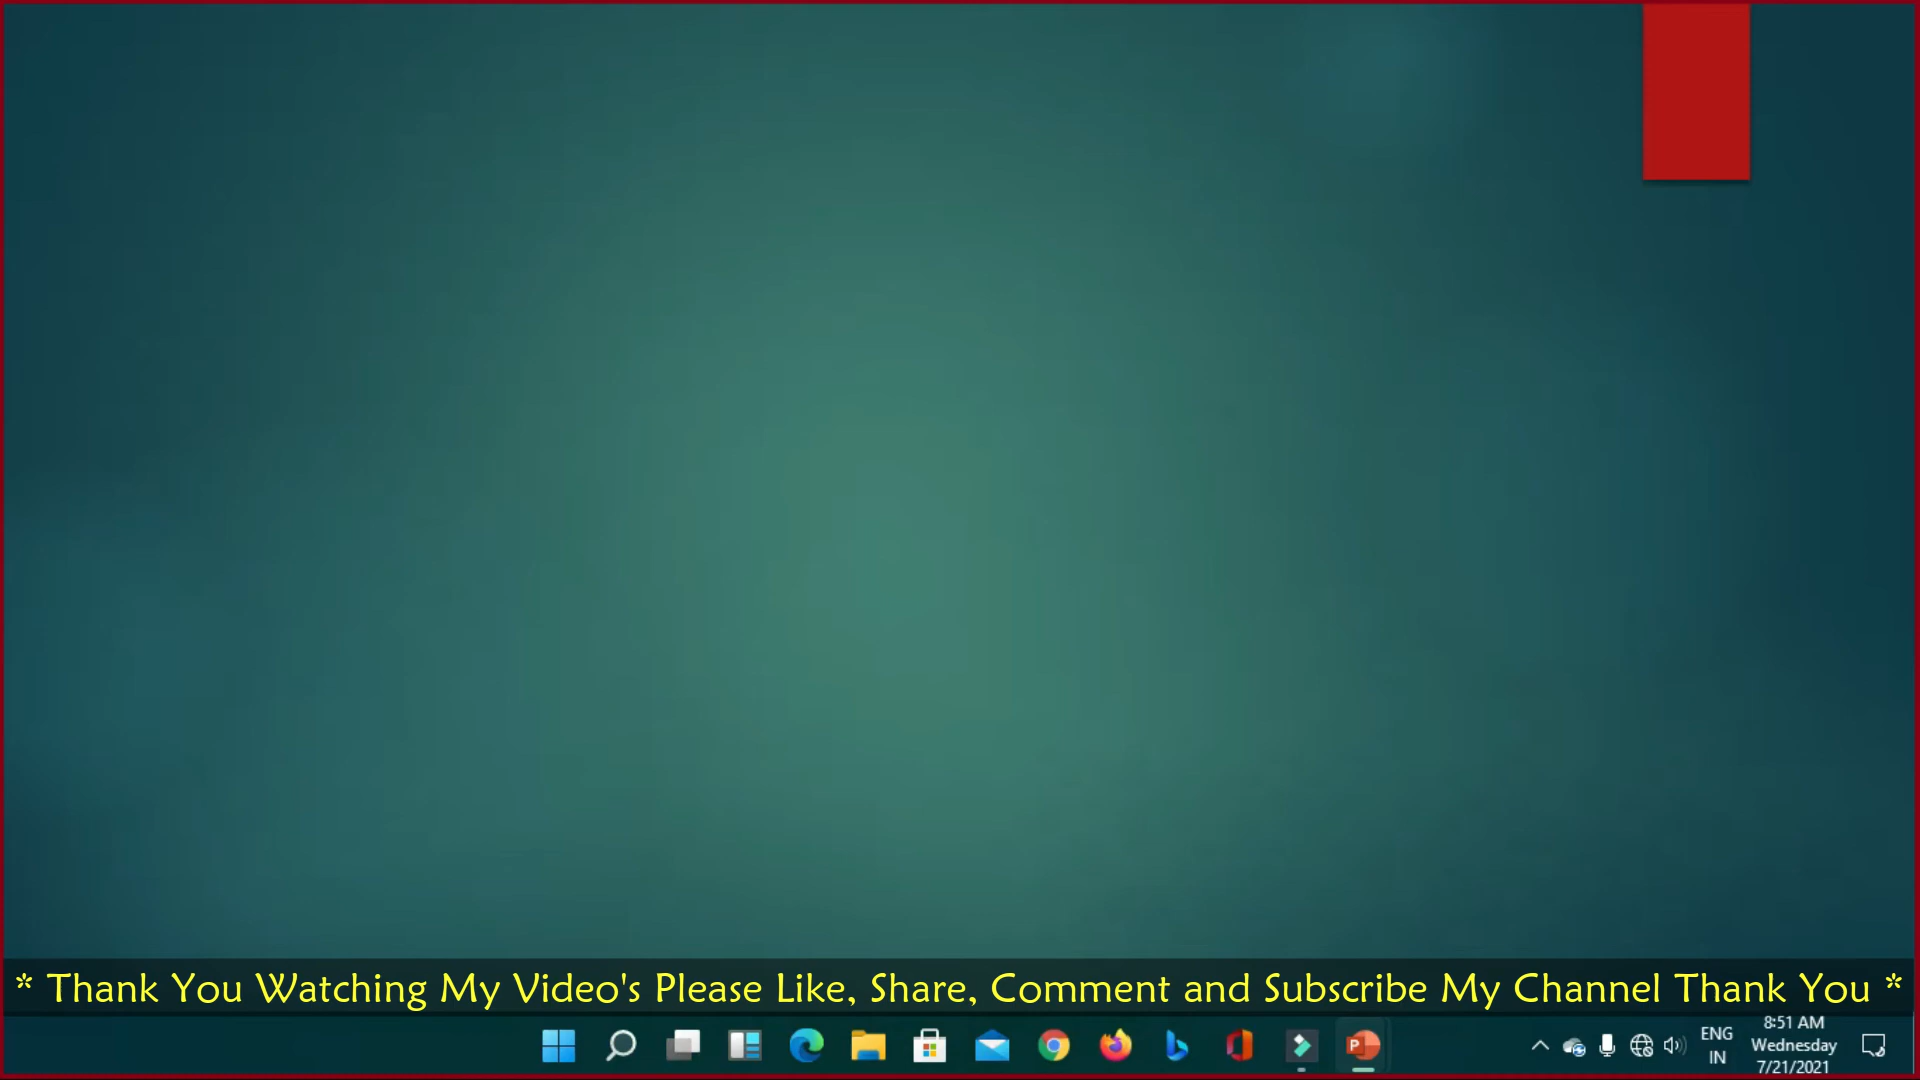 * Thank You Watching My Video's Please Like, Share, Comment and Subscribe My Channel Thank You *
P
ENG
IN
8:51 AM
Wednesday
7/21/2021